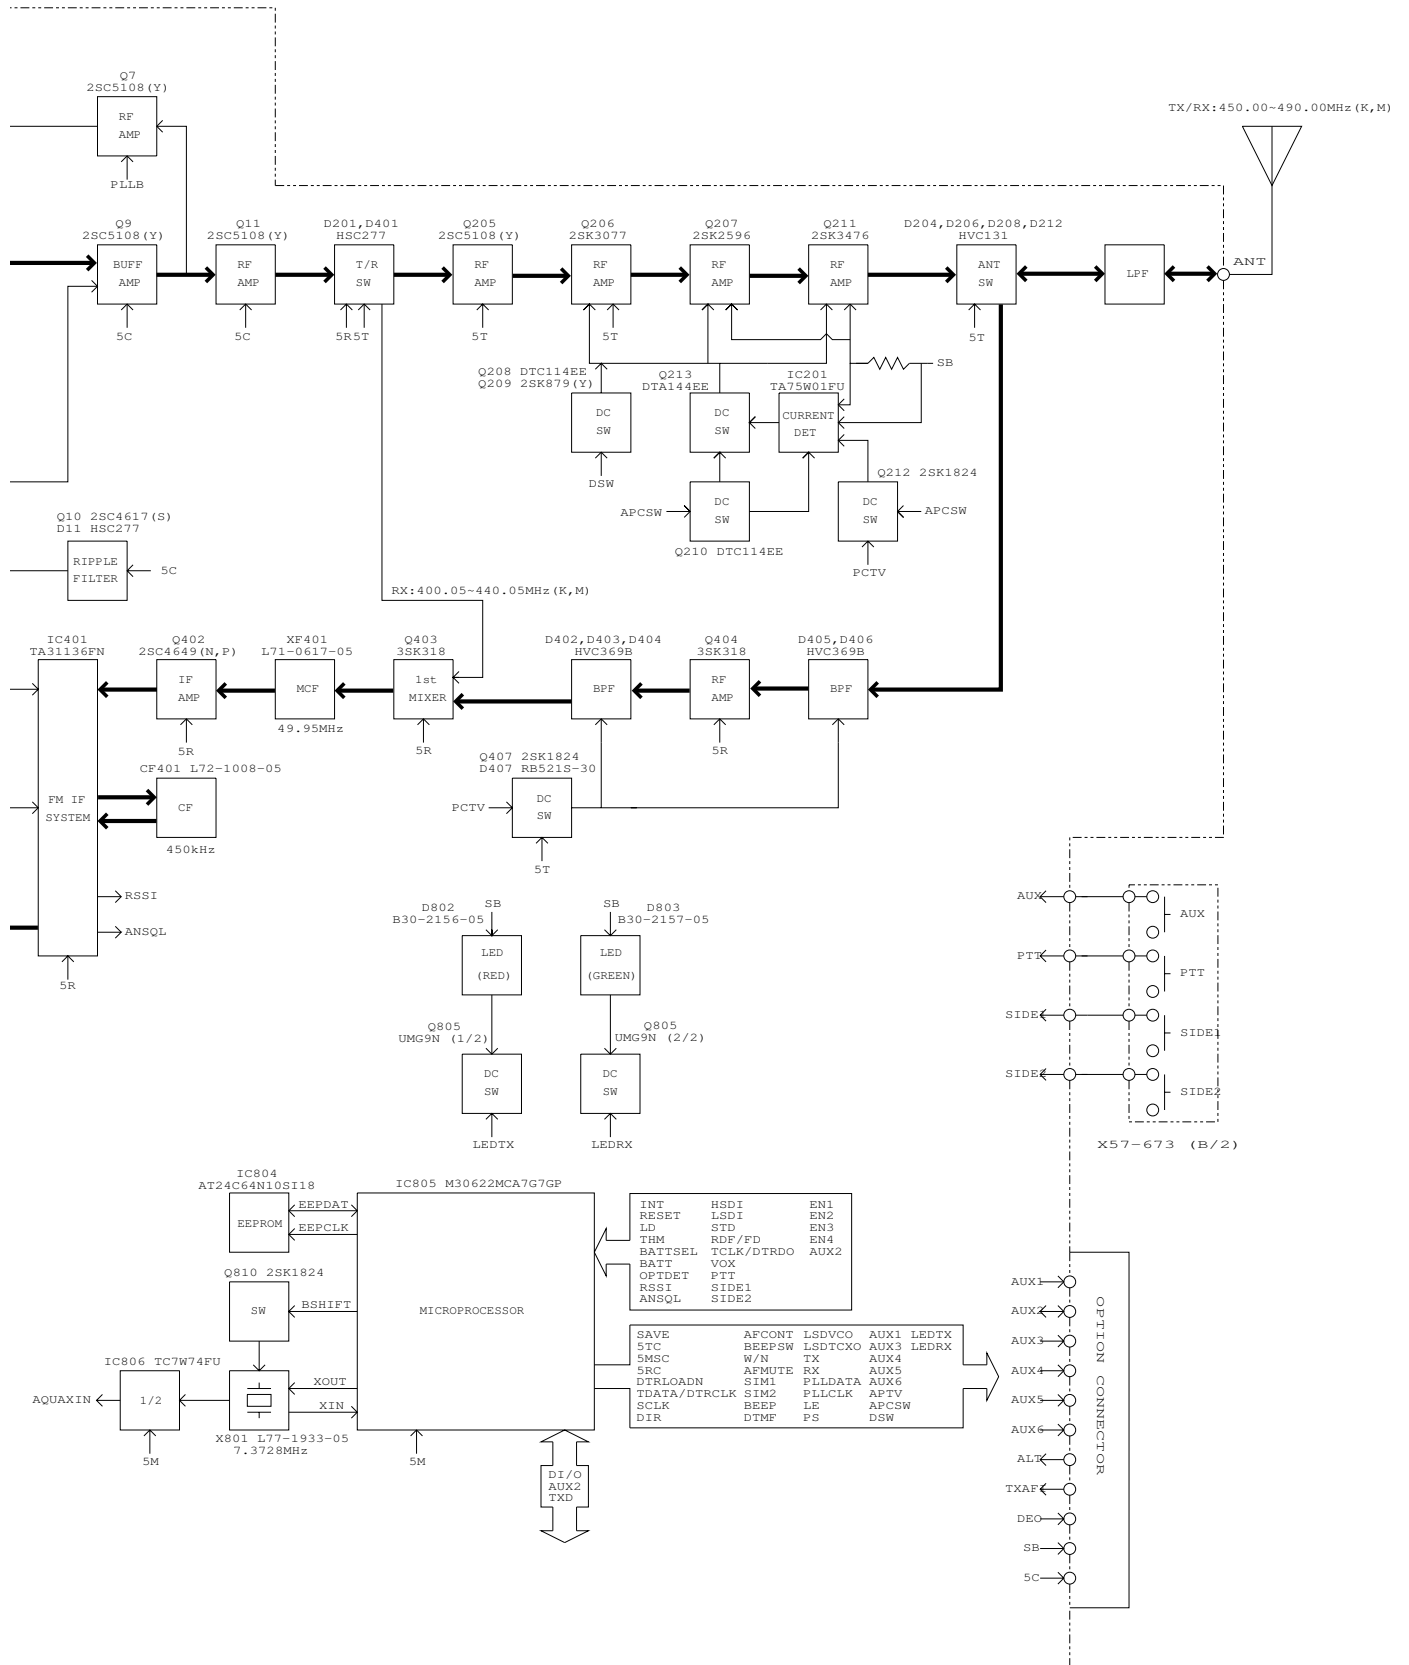 Q7
2SC5108(Y)
RF
AMP
PLLB
TX/RX:450.00~490.00MHz(K,M)
ANT
Q9
2SC5108(Y)
BUFF
AMP
5C
Q11
2SC5108(Y)
RF
AMP
5C
D201,D401
HSC277
T/R
SW
5R5T
Q205
2SC5108(Y)
RF
AMP
5T
Q206
2SK3077
RF
AMP
5T
Q207
2SK2596
RF
AMP
Q211
2SK3476
RF
AMP
D204,D206,D208,D212
HVC131
ANT
SW
5T
LPF
SB
Q208 DTC114EE
Q209 2SK879(Y)
DC
SW
DSW
Q213
DTA144EE
DC
SW
IC201
TA75W01FU
CURRENT
DET
APCSW
DC
SW
Q210 DTC114EE
Q212 2SK1824
DC
SW
APCSW
PCTV
Q10 2SC4617(S)
D11 HSC277
RIPPLE
FILTER
5C
RX:400.05~440.05MHz(K,M)
IC401
TA31136FN
FM IF
SYSTEM
RSSI
ANSQL
5R
Q402
2SC4649(N,P)
IF
AMP
5R
XF401
L71-0617-05
MCF
49.95MHz
Q403
3SK318
1st
MIXER
5R
D402,D403,D404
HVC369B
BPF
Q404
3SK318
RF
AMP
5R
D405,D406
HVC369B
BPF
CF401 L72-1008-05
CF
450kHz
Q407 2SK1824
D407 RB521S-30
PCTV
DC
SW
5T
D802
B30-2156-05
SB
LED
(RED)
Q805
UMG9N (1/2)
DC
SW
LEDTX
SB
D803
B30-2157-05
LED
(GREEN)
Q805
UMG9N (2/2)
DC
SW
LEDRX
AUX
AUX
PTT
PTT
SIDE1
SIDE1
SIDE2
SIDE2
X57-673 (B/2)
IC804
AT24C64N10SI18
EEPROM
EEPDAT
EEPCLK
Q810 2SK1824
SW
BSHIFT
IC806 TC7W74FU
AQUAXIN
1/2
5M
XOUT
XIN
X801 L77-1933-05
7.3728MHz
IC805 M30622MCA7G7GP
MICROPROCESSOR
5M
INT HSDI EN1
RESET LSDI EN2
LD STD EN3
THM RDF/FD EN4
BATTSEL TCLK/DTRDO AUX2
BATT VOX
OPTDET PTT
RSSI SIDE1
ANSQL SIDE2
SAVE AFCONT LSDVCO AUX1 LEDTX
5TC BEEPSW LSDTCXO AUX3 LEDRX
5MSC W/N TX AUX4
5RC AFMUTE RX AUX5
DTRLOADN SIM1 PLLDATA AUX6
TDATA/DTRCLK SIM2 PLLCLK APTV
SCLK BEEP LE APCSW
DIR DTMF PS DSW
DI/O
AUX2
TXD
AUX1
AUX2
AUX3
AUX4
AUX5
AUX6
ALT
DEO
SB
5C
OPTION CONNECTOR